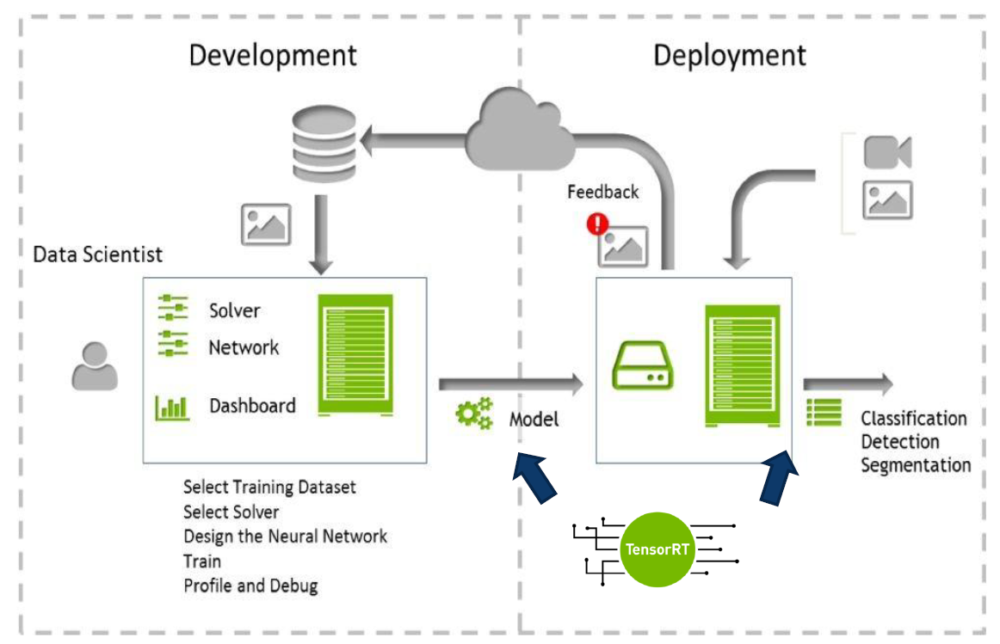 Development
Deployment
Feedback
Data Scientist
Solver
Network
Dashboard
Model
Classification
Detection
Segmentation
Select Training Dataset
Select Solver
Design the Neural Network
Train
Profile and Debug
TensorRT